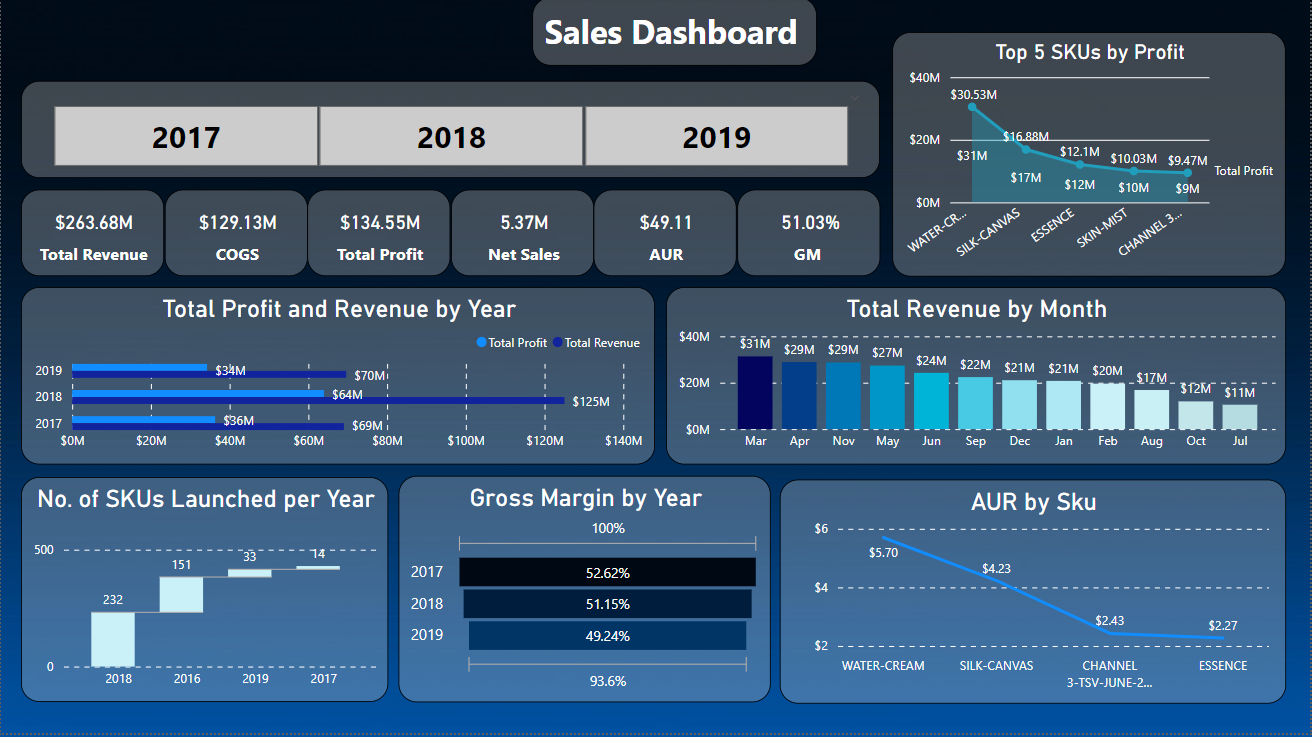 Sales Dashboard
2017 2018 2019
$263.68M $129.13M $134.55M 5.37M $49.11 51.03%
Total Revenue COGS Total Profit Net Sales AUR GM
Top 5 SKUs by Profit
$40M
$30.53M
$16.88M
$20M
$12.1M $10.03M $9.47M
$31M
Total Profit
$17M $12M $10M $9M
$0M
WATER-CR... SILK-CANVAS ESSENCE SKIN-MIST CHANNEL 3...
Total Profit and Revenue by Year
Total Profit Total Revenue
2019 $34M $70M
2018 $64M $125M
2017 $36M $69M
$0M $20M $40M $60M $80M $100M $120M $140M
Total Revenue by Month
$40M
$31M $29M $29M $27M $24M $22M $21M $21M $20M $17M $12M $11M
$20M
$0M
Mar Apr Nov May Jun Sep Dec Jan Feb Aug Oct Jul
No. of SKUs Launched per Year
500
232 151 33 14
0
2018 2016 2019 2017
Gross Margin by Year
100%
2017 52.62%
2018 51.15%
2019 49.24%
93.6%
AUR by Sku
$6
$5.70
$4.23
$4
$2.43 $2.27
$2
WATER-CREAM SILK-CANVAS CHANNEL ESSENCE
3-TSV-JUNE-2...